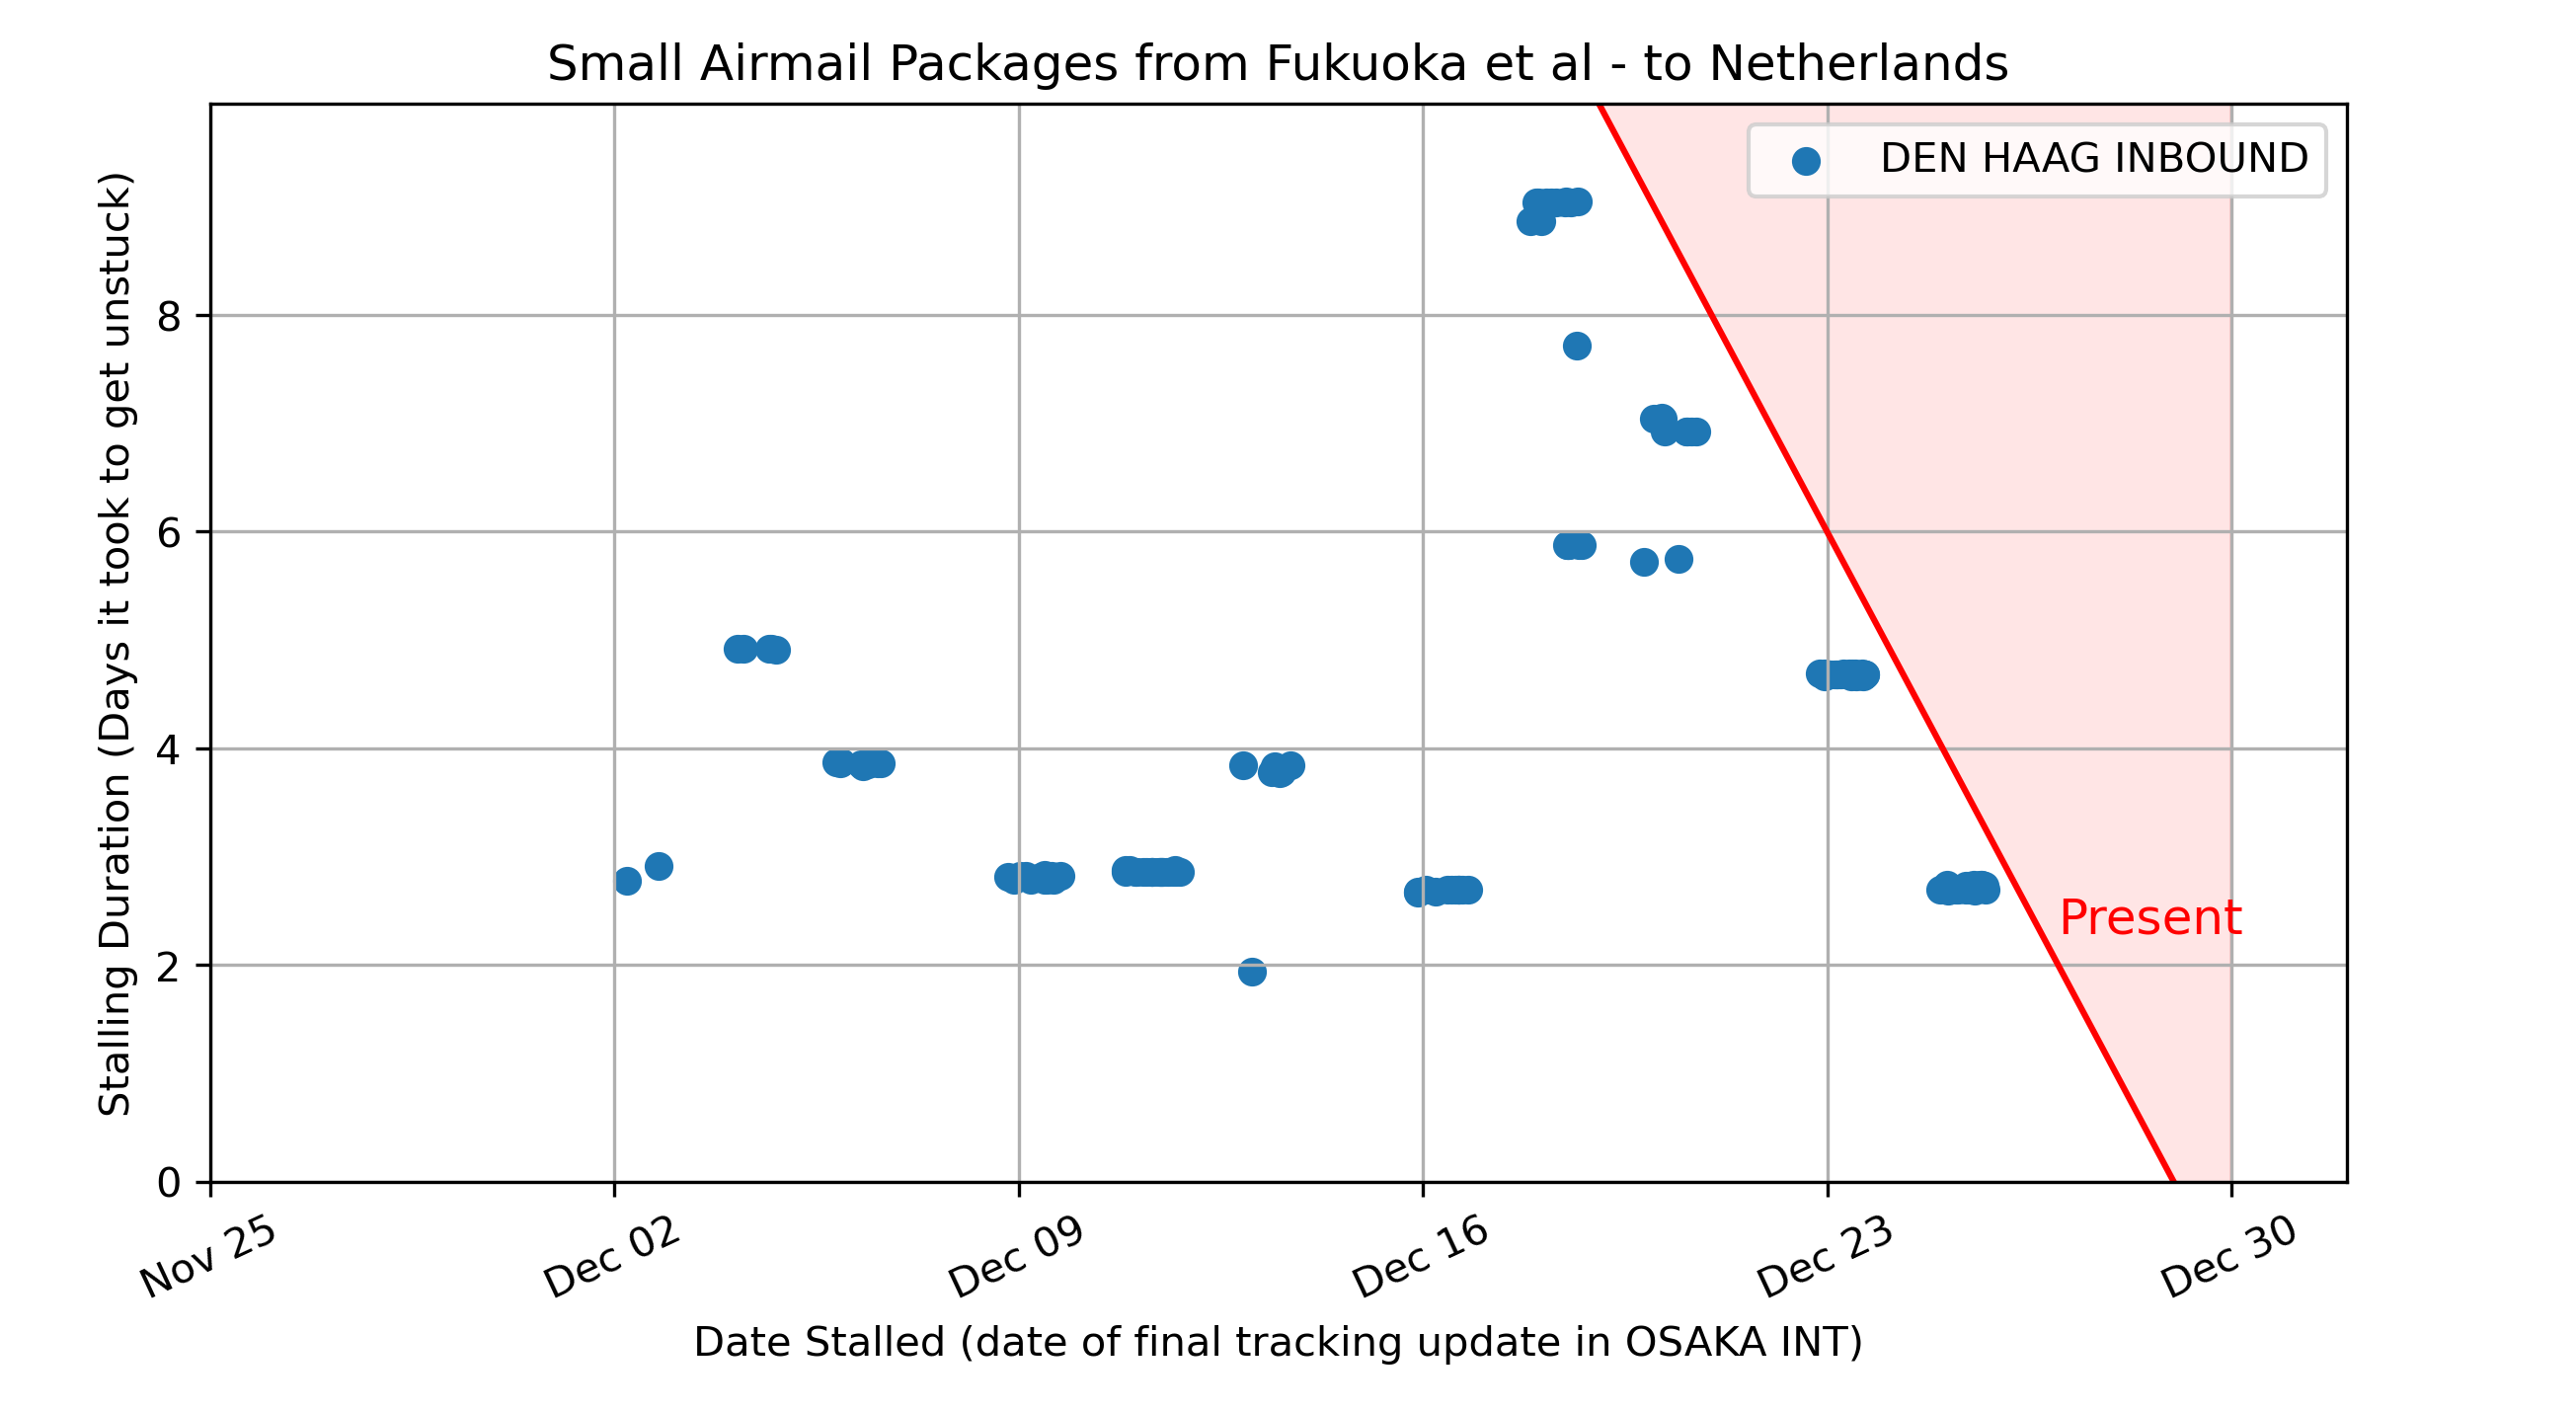 Small Airmail Packages from Fukuoka et al - to Netherlands
DEN HAAG INBOUND
Stalling Duration (Days it took to get unstuck)
8
6
4
2
0
Present
Nov 25
Dec 02
Dec 09
Dec 16
Dec 23
Dec 30
Date Stalled (date of final tracking update in OSAKA INT)